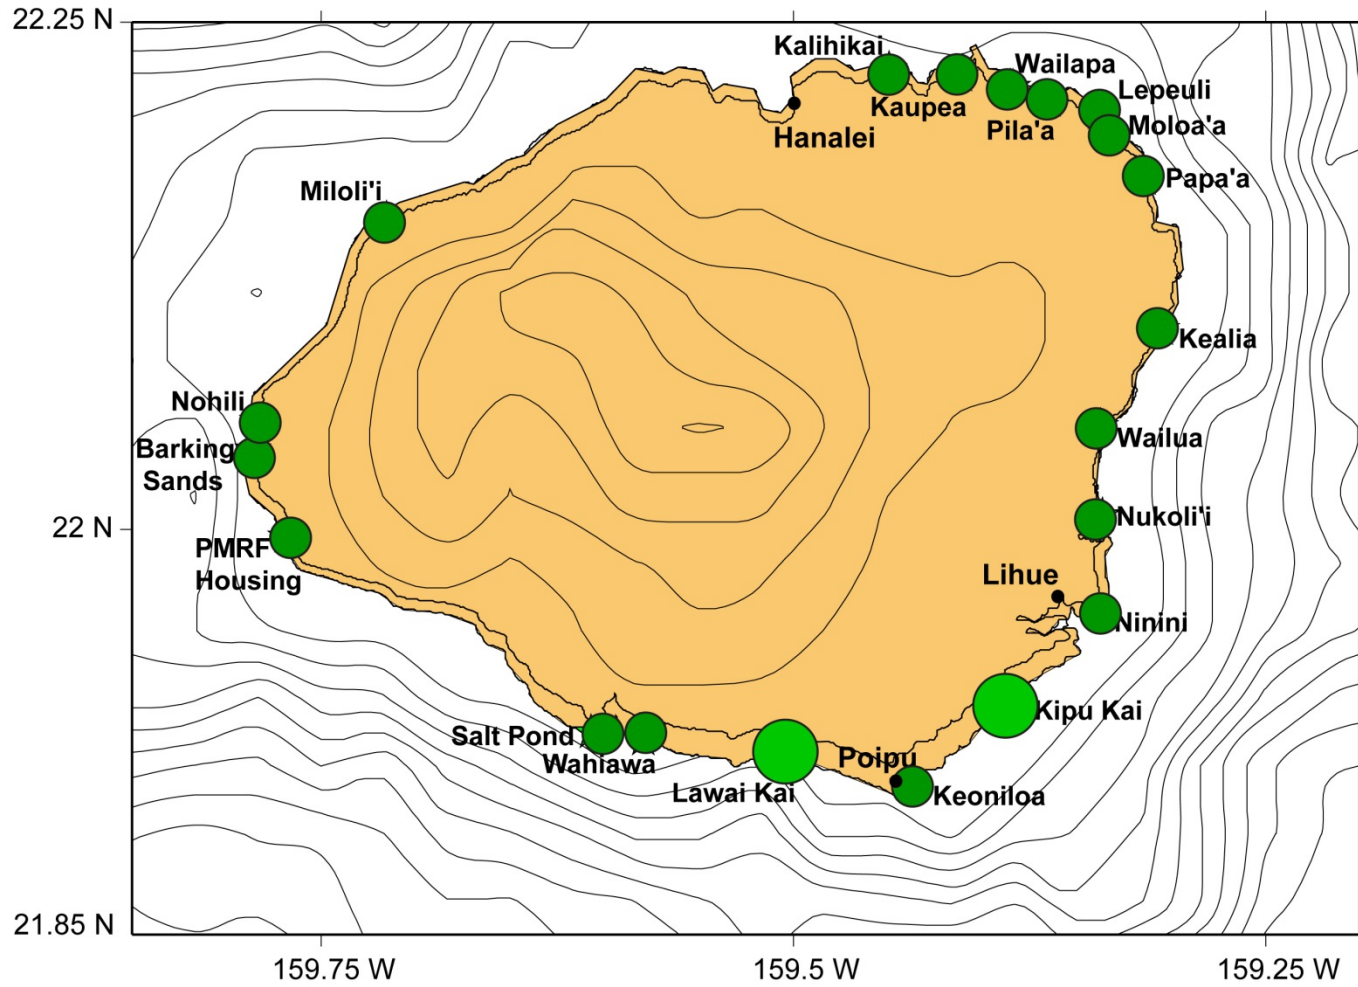 22.25 N
Kalihikai
Wailapa
Lepeuli
Kaupea
Pila'a
Moloa'a
Hanalei
Papa'a
Miloli'i
Kealia
Nohili
Wailua
Barking
Sands
Nukoli'i
22 N
PMRF
Housing
Lihue
Ninini
Kipu Kai
Salt Pond
Wahiawa
Poipu
Lawai Kai
Keoniloa
21.85 N
159.75 W
159.5 W
159.25 W